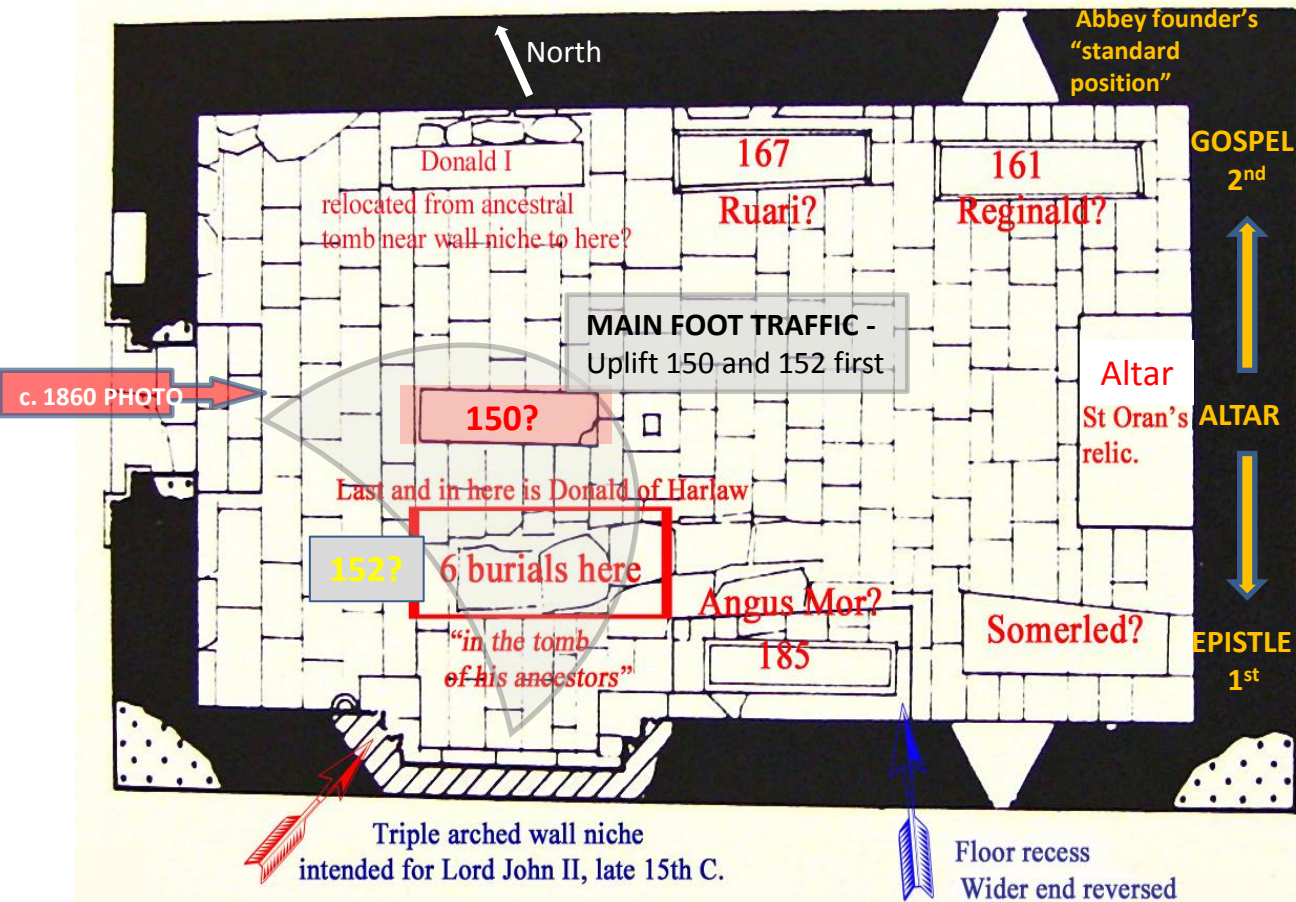 Abbey founder’s
“standard
position”
North
GOSPEL
2nd
Donald I
relocated from ancestral
tomb near wall niche to here?
167
Ruari?
161
Reginald?
MAIN FOOT TRAFFIC -
Uplift 150 and 152 first
c. 1860 PHOTO
150?
Altar
St Oran’s
relic.
ALTAR
Last and in here is Donald of Harlaw
152?
6 burials here
“in the tomb
of his ancestors”
Angus Mor?
185
Somerled?
EPISTLE
1st
Triple arched wall niche
intended for Lord John II, late 15th C.
Floor recess
Wider end reversed